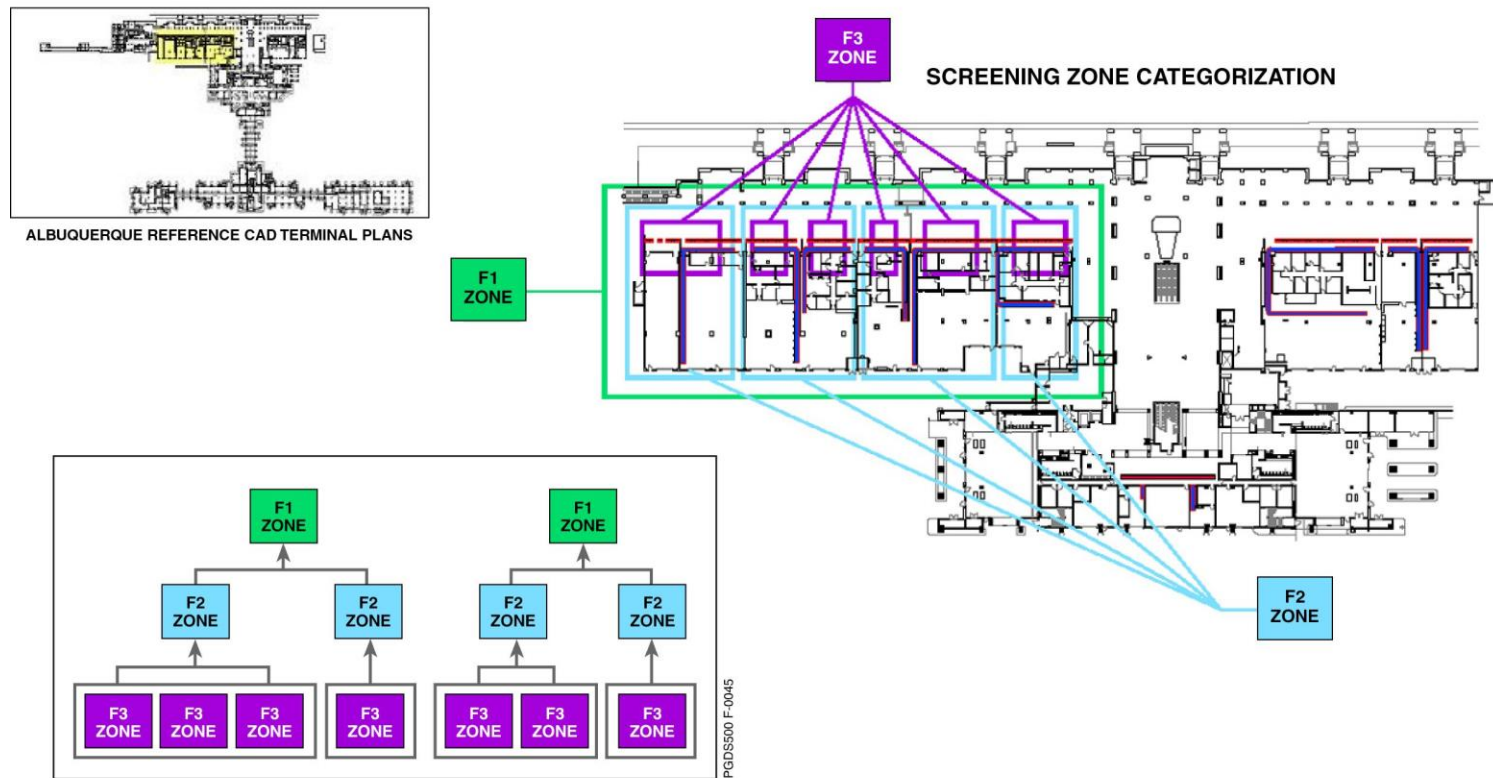 F3
ZONE
SCREENING ZONE CATEGORIZATION
ALBUQUERQUE REFERENCE CAD TERMINAL PLANS
F1
ZONE
F2
ZONE
F1
ZONE
F1
ZONE
F2
ZONE
F2
ZONE
F2
ZONE
F2
ZONE
F3
ZONE
F3
ZONE
F3
ZONE
F3
ZONE
F3
ZONE
F3
ZONE
F3
ZONE
PGDS500 F-0045